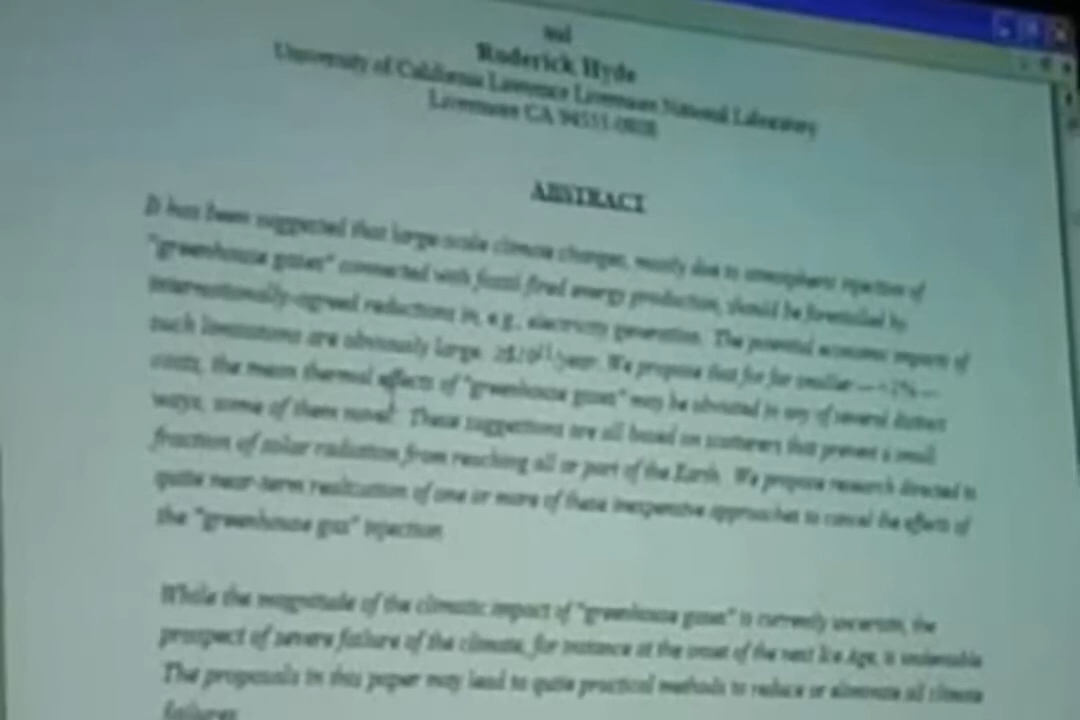 and
Roderick Hyde
University of California Lawrence Livermore National Laboratory
Livermore CA 94551-0808
ABSTRACT
It has been suggested that large-scale climate changes, mostly due to atmospheric injection of
"greenhouse gases" connected with fossil-fired energy production, should be forestalled by
internationally-agreed reductions in, e.g., electricity generation. The potential economic impacts of
such limitations are obviously large: /year. We propose that for far smaller --
costs, the mean thermal effects of "greenhouse gases" may be obviated in any of several distinct
ways, some of them novel. These suggestions are all based on scatterers that prevent a small
fraction of solar radiation from reaching all or part of the Earth. We propose research directed to
quite near-term realization of one or more of these inexpensive approaches to cancel the effects of
the "greenhouse gas" injection.
While the magnitude of the climatic impact of "greenhouse gases" is currently uncertain, the
prospect of severe failure of the climate, for instance at the onset of the next Ice Age, is undeniable.
The proposals in this paper may lead to quite practical methods to reduce or eliminate all climate
failures.